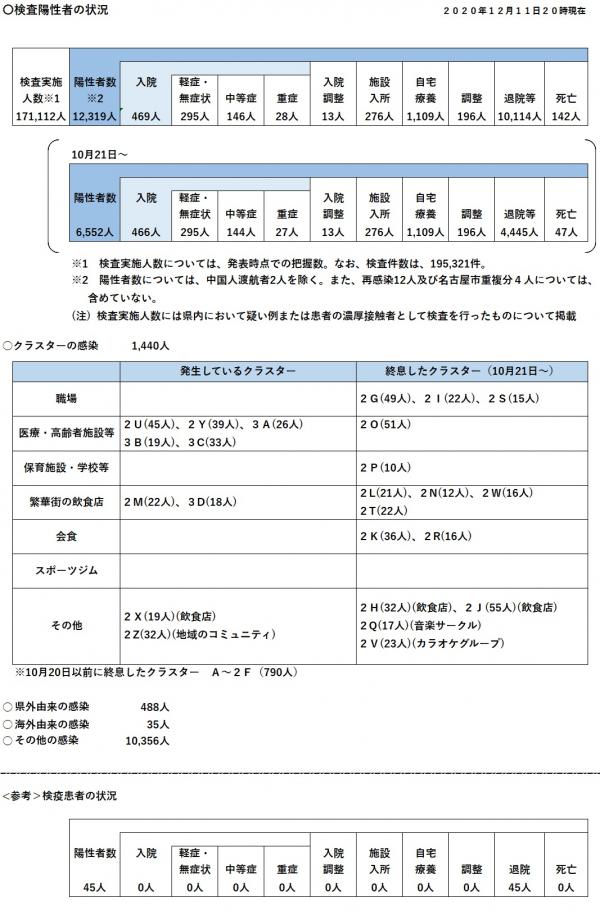 〇検査陽性者の状況
２０２０年１２月１１日２０時現在
検査実施人数※1 陽性者数※2 入院 軽症・無症状 中等症 重症 入院調整 施設入所 自宅療養 調整 退院等 死亡
171,112人 12,319人 469人 295人 146人 28人 13人 276人 1,109人 196人 10,114人 142人
10月21日～
陽性者数 入院 軽症・無症状 中等症 重症 入院調整 施設入所 自宅療養 調整 退院等 死亡
6,552人 466人 295人 144人 27人 13人 276人 1,109人 196人 4,445人 47人
※1　検査実施人数については、発表時点での把握数。なお、検査件数は、195,321件。
※2　陽性者数については、中国人渡航者2人を除く。また、再感染12人及び名古屋市重複分４人については、
含めていない。
（注）検査実施人数には県内において疑い例または患者の濃厚接触者として検査を行ったものについて掲載
○クラスターの感染　1,440人
発生しているクラスター 終息したクラスター（10月21日～）
職場 ２Ｇ(49人)、２Ｉ(22人)、２Ｓ(15人)
医療・高齢者施設等 ２Ｕ(45人)、２Ｙ(39人)、３Ａ(26人) ２Ｏ(51人)
３Ｂ(19人)、３Ｃ(33人)
保育施設・学校等 ２Ｐ(10人)
繁華街の飲食店 ２Ｍ(22人)、３Ｄ(18人) ２Ｌ(21人)、２Ｎ(12人)、２Ｗ(16人)
２Ｔ(22人)
会食 ２Ｋ(36人)、２Ｒ(16人)
スポーツジム
その他 ２Ｘ(19人)(飲食店) ２Ｈ(32人)(飲食店)、２Ｊ(55人)(飲食店)
２Ｚ(32人)(地域のコミュニティ) ２Ｑ(17人)(音楽サークル)
２Ｖ(23人)(カラオケグループ)
※10月20日以前に終息したクラスター　Ａ～２Ｆ（790人）
○ 県外由来の感染　488人
○ 海外由来の感染　35人
○ その他の感染　10,356人
<参考>検疫患者の状況
陽性者数 入院 軽症・無症状 中等症 重症 入院調整 施設入所 自宅療養 調整 退院 死亡
45人 0人 0人 0人 0人 0人 0人 0人 0人 45人 0人